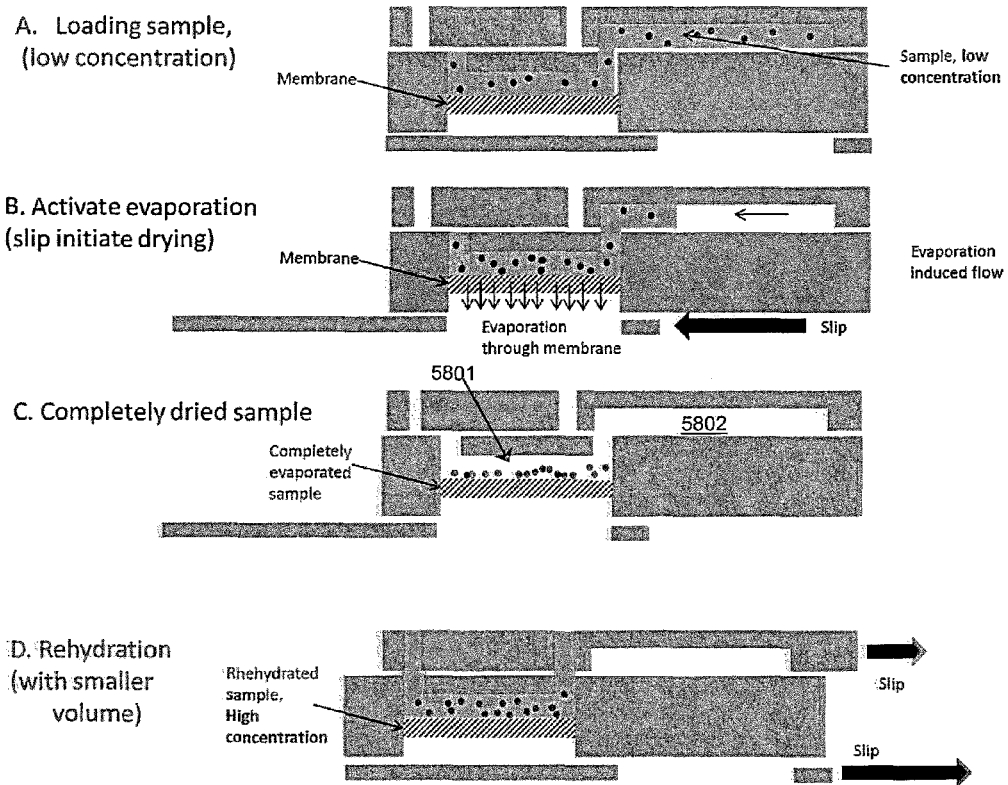 A. Loading sample,
(low concentration)
Membrane
Sample, low
concentration
B. Activate evaporation
(slip initiate drying)
Membrane
Evaporation
induced flow
Evaporation
through membrane
Slip
5801
C. Completely dried sample
5802
Completely
evaporated
sample
D. Rehydration
(with smaller
volume)
Rhehydrated
sample,
High
concentration
Slip
Slip